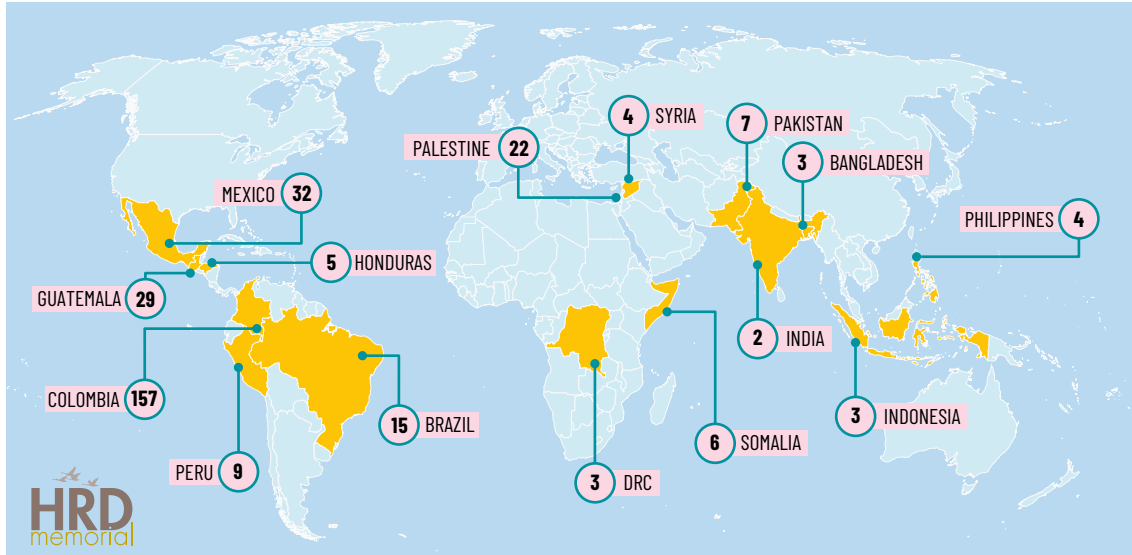 4 SYRIA
7 PAKISTAN
PALESTINE 22
3 BANGLADESH
MEXICO 32
PHILIPPINES 4
5 HONDURAS
GUATEMALA 29
2 INDIA
COLOMBIA 157
15 BRAZIL
3 INDONESIA
6 SOMALIA
PERU 9
3 DRC
HRD
memorial